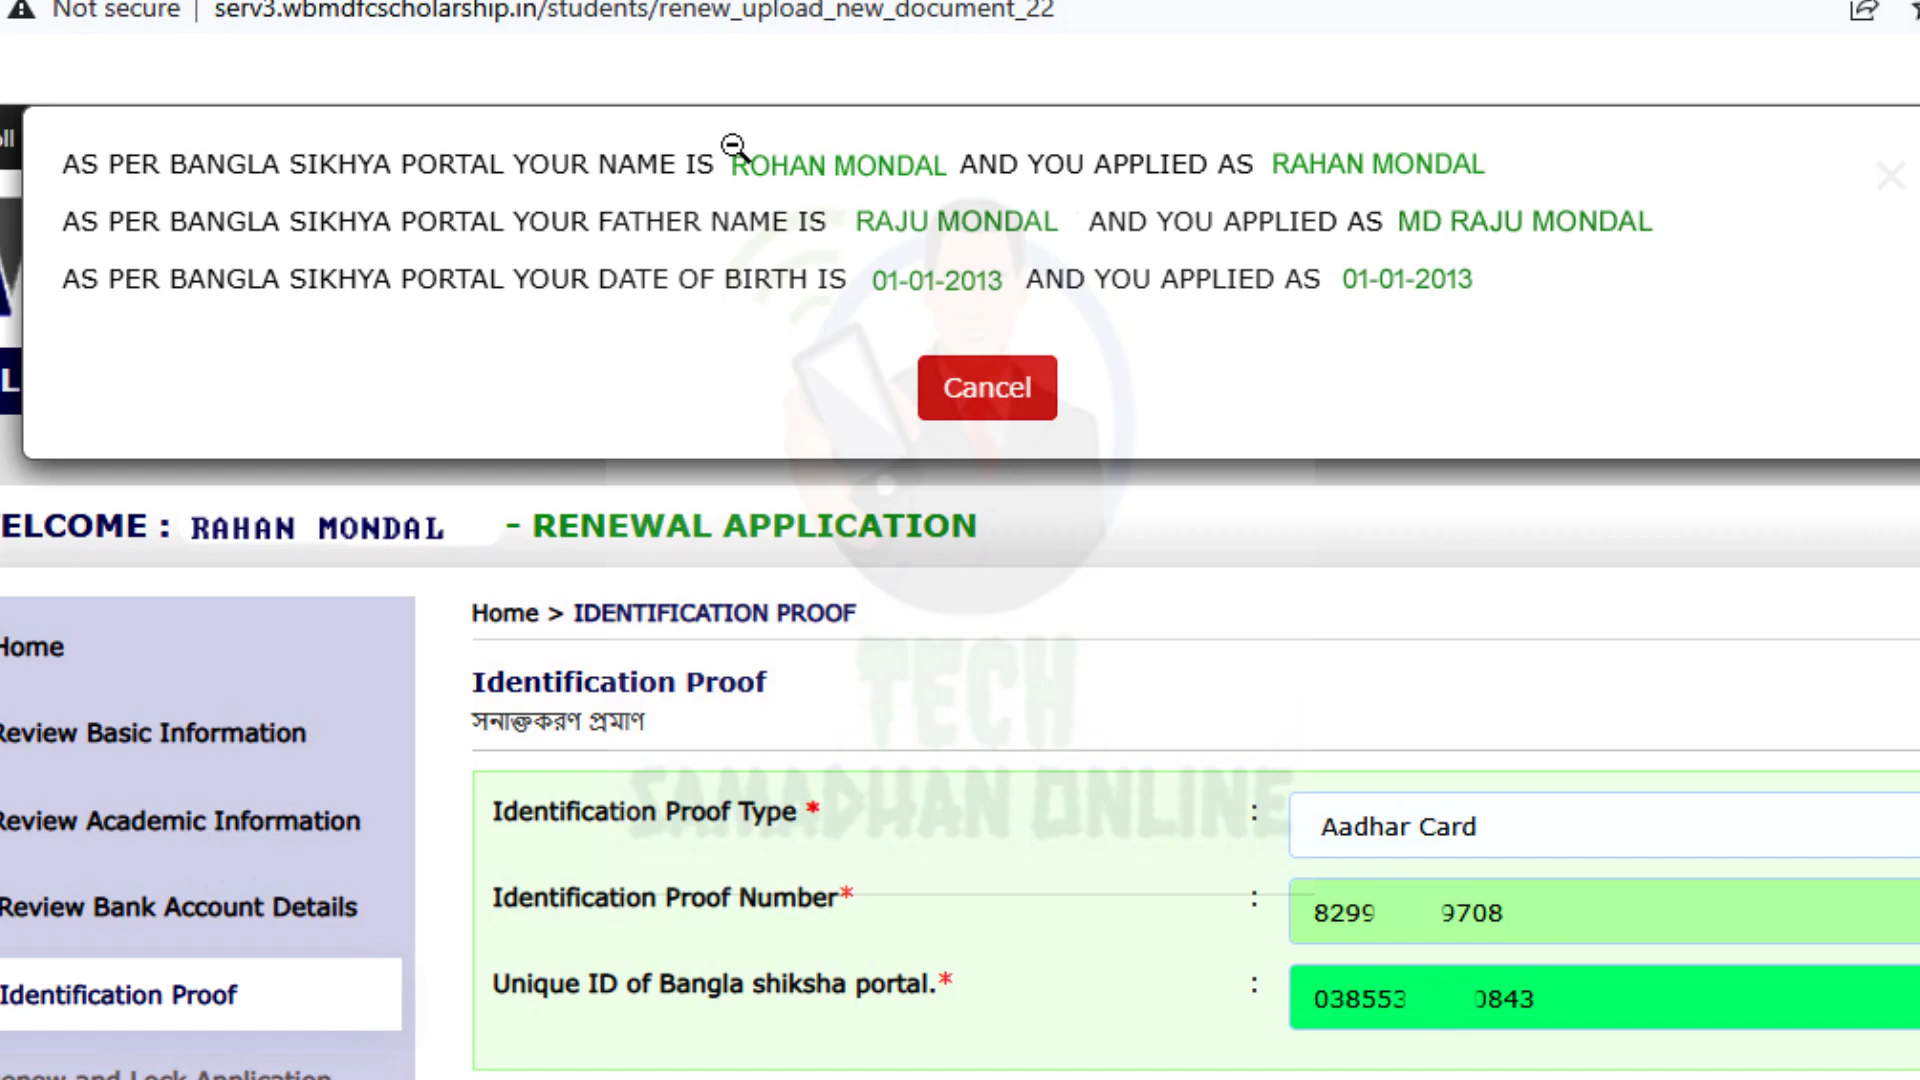 Not secure | serv3.wbmdfcscholarship.in/students/renew_upload_new_document_22
AS PER BANGLA SIKHYA PORTAL YOUR NAME IS ROHAN MONDAL AND YOU APPLIED AS RAHAN MONDAL
AS PER BANGLA SIKHYA PORTAL YOUR FATHER NAME IS RAJU MONDAL AND YOU APPLIED AS MD RAJU MONDAL
AS PER BANGLA SIKHYA PORTAL YOUR DATE OF BIRTH IS 01-01-2013 AND YOU APPLIED AS 01-01-2013
Cancel
ELCOME : RAHAN MONDAL - RENEWAL APPLICATION
Home
Review Basic Information
Review Academic Information
Review Bank Account Details
Identification Proof
Home > IDENTIFICATION PROOF
Identification Proof
সনাক্তকরণ প্রমাণ
TECH
SAMADHAN ONLINE
Identification Proof Type * : Aadhar Card
Identification Proof Number* : 8299 9708
Unique ID of Bangla shiksha portal.* : 038553 0843